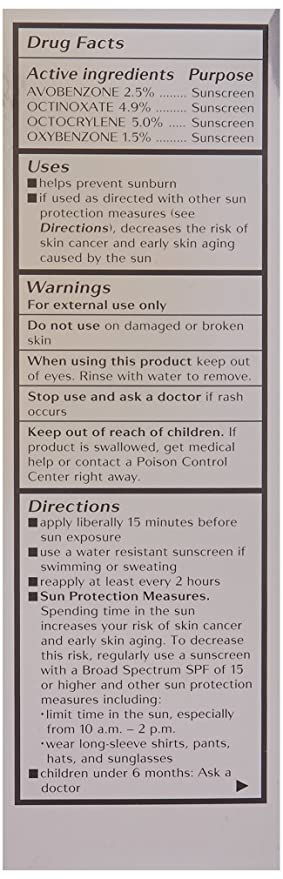 Drug Facts
Active ingredients Purpose
AVOBENZONE 2.5% ......... Sunscreen
OCTINOXATE 4.9% ......... Sunscreen
OCTOCRYLENE 5.0% ..... Sunscreen
OXYBENZONE 1.5% ......... Sunscreen
Uses
■ helps prevent sunburn
■ if used as directed with other sun
protection measures (see
Directions), decreases the risk of
skin cancer and early skin aging
caused by the sun
Warnings
For external use only
Do not use on damaged or broken
skin
When using this product keep out
of eyes. Rinse with water to remove.
Stop use and ask a doctor if rash
occurs
Keep out of reach of children. If
product is swallowed, get medical
help or contact a Poison Control
Center right away.
Directions
■ apply liberally 15 minutes before
sun exposure
■ use a water resistant sunscreen if
swimming or sweating
■ reapply at least every 2 hours
■ Sun Protection Measures.
Spending time in the sun
increases your risk of skin cancer
and early skin aging. To decrease
this risk, regularly use a sunscreen
with a Broad Spectrum SPF of 15
or higher and other sun protection
measures including:
·limit time in the sun, especially
from 10 a.m. – 2 p.m.
·wear long-sleeve shirts, pants,
hats, and sunglasses
■ children under 6 months: Ask a
doctor ▶